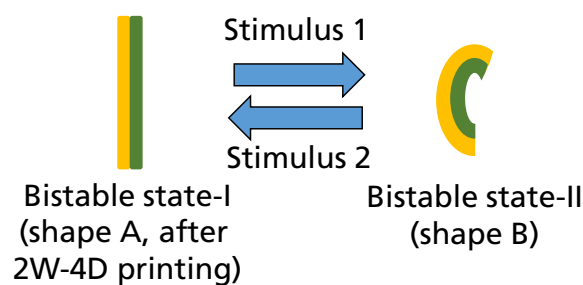 Stimulus 1
Stimulus 2
Bistable state-I
(shape A, after
2W-4D printing)
Bistable state-II
(shape B)